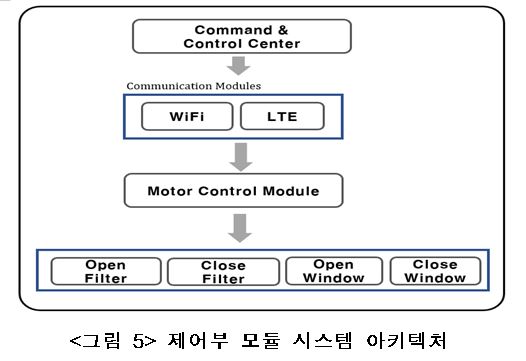 Command &
Control Center
Communication Modules
WiFi LTE
Motor Control Module
Open Close Open Close
Filter Filter Window Window
<그림 5> 제어부 모듈 시스템 아키텍처